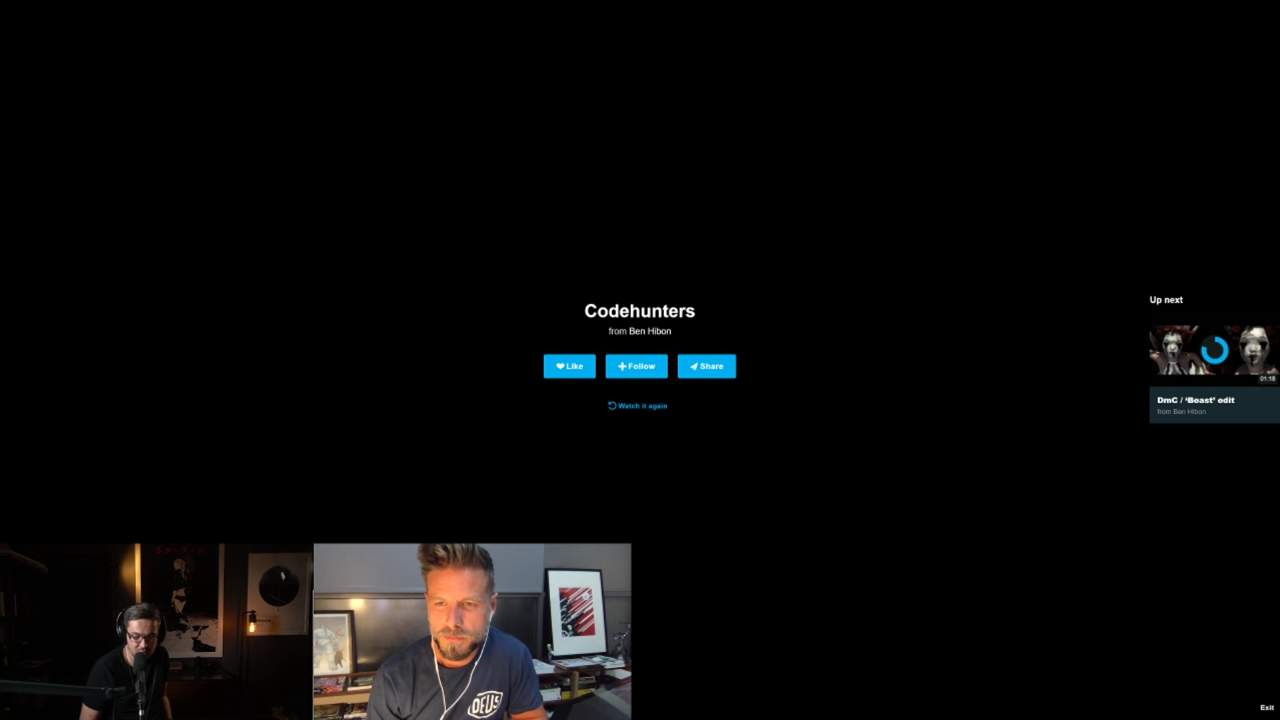 Up next
Codehunters
from Ben Hibon
Like
Follow
Share
01:18
DmC / 'Beast' edit
from Ben Hibon
Watch it again
DEUS
Exit